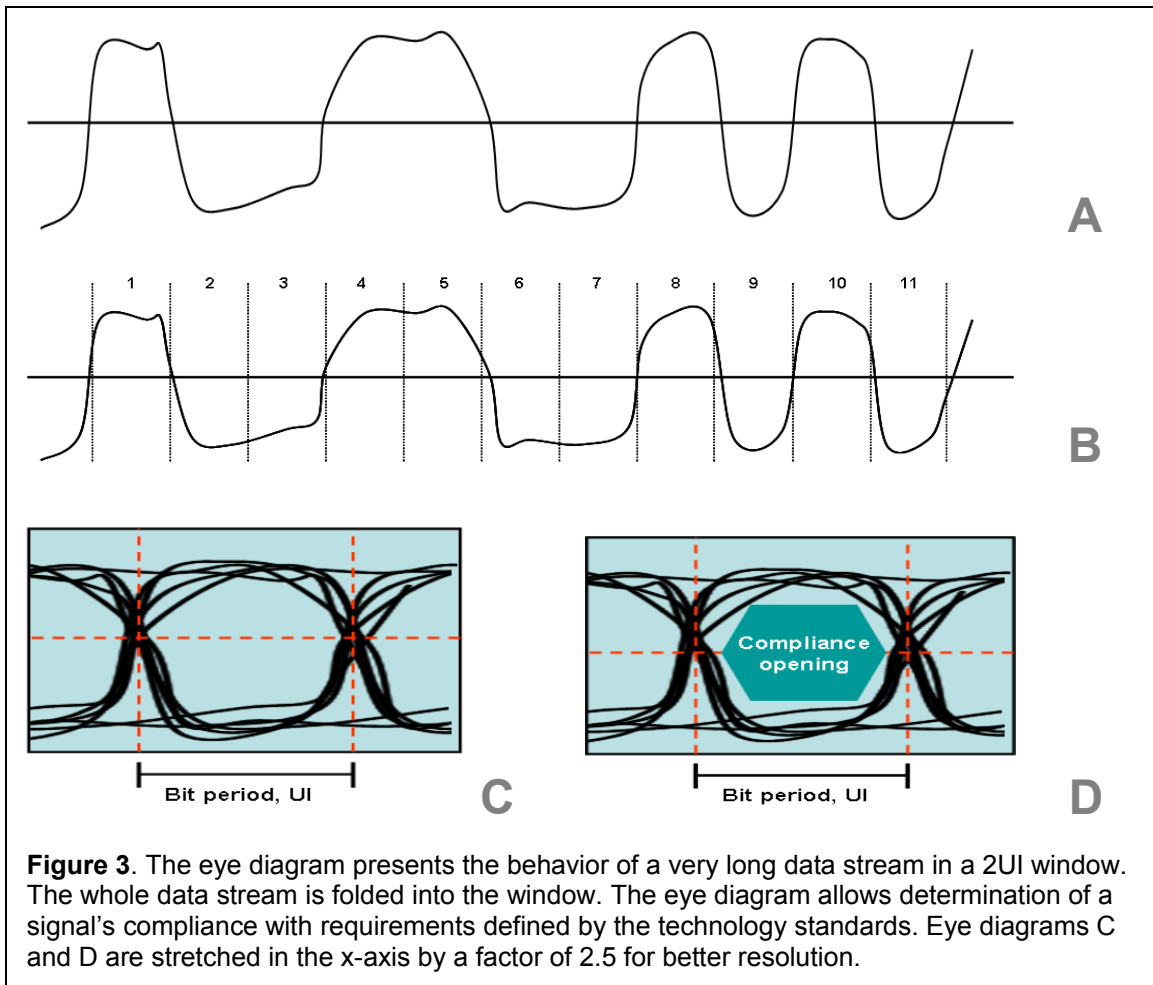 A
1 2 3 4 5 6 7 8 9 10 11
B
Compliance
opening
Bit period, UI
C
Bit period, UI
D
Figure 3. The eye diagram presents the behavior of a very long data stream in a 2UI window.
The whole data stream is folded into the window. The eye diagram allows determination of a
signal’s compliance with requirements defined by the technology standards. Eye diagrams C
and D are stretched in the x-axis by a factor of 2.5 for better resolution.